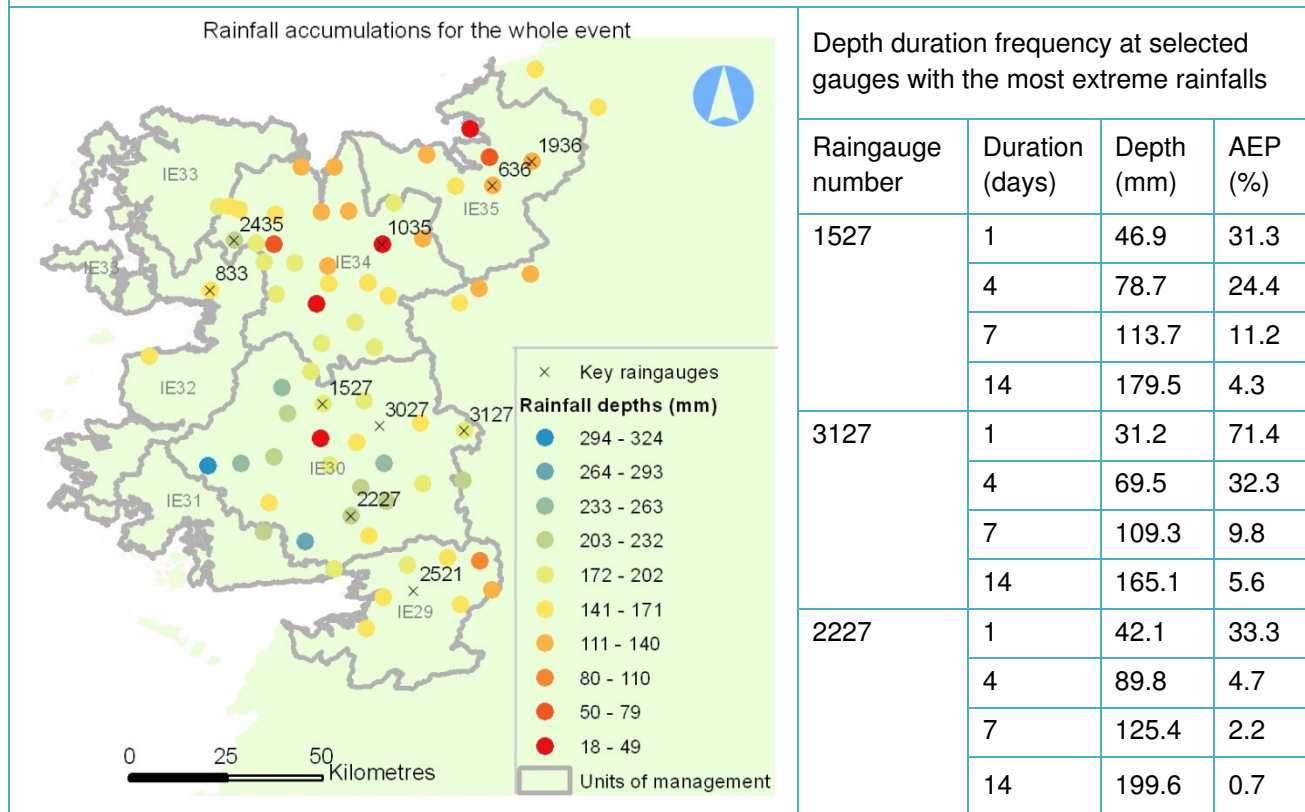 Rainfall accumulations for the whole event
1936
636
IE33
IE35
2435
1035
IE34
IE33
833
IE32
1527
3027
3127
IE30
IE31
2227
2521
IE29
Key raingauges
Rainfall depths (mm)
294 - 324
264 - 293
233 - 263
203 - 232
172 - 202
141 - 171
111 - 140
80 - 110
50 - 79
18 - 49
Units of management
0 25 50
Kilometres
Depth duration frequency at selected
gauges with the most extreme rainfalls
Raingauge number Duration (days) Depth (mm) AEP (%)
1527 1 46.9 31.3
4 78.7 24.4
7 113.7 11.2
14 179.5 4.3
3127 1 31.2 71.4
4 69.5 32.3
7 109.3 9.8
14 165.1 5.6
2227 1 42.1 33.3
4 89.8 4.7
7 125.4 2.2
14 199.6 0.7